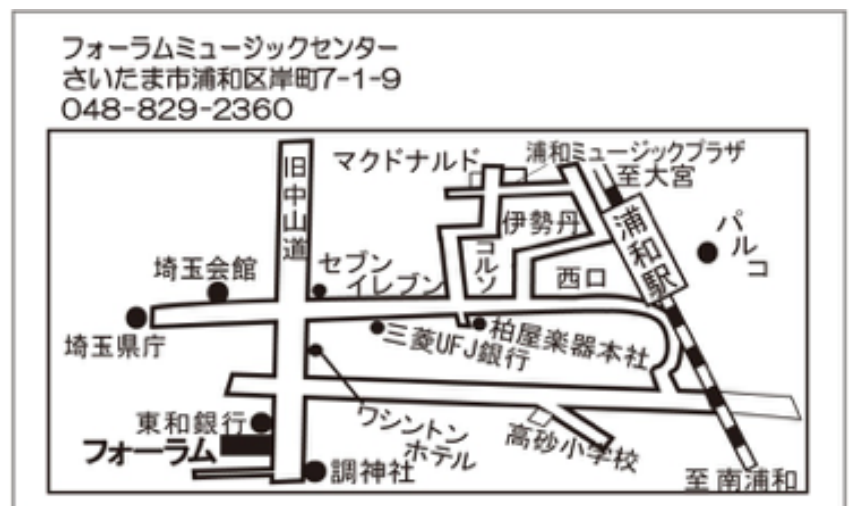 フォーラムミュージックセンター
さいたま市浦和区岸町7-1-9
048-829-2360
旧中山道
マクドナルド
浦和ミュージックプラザ
至大宮
伊勢丹
コルソ
浦和駅
パルコ
埼玉会館
セブン
イレブン
西口
埼玉県庁
三菱UFJ銀行
柏屋楽器本社
東和銀行
フォーラム
ワシントン
ホテル
高砂小学校
調神社
至 南浦和